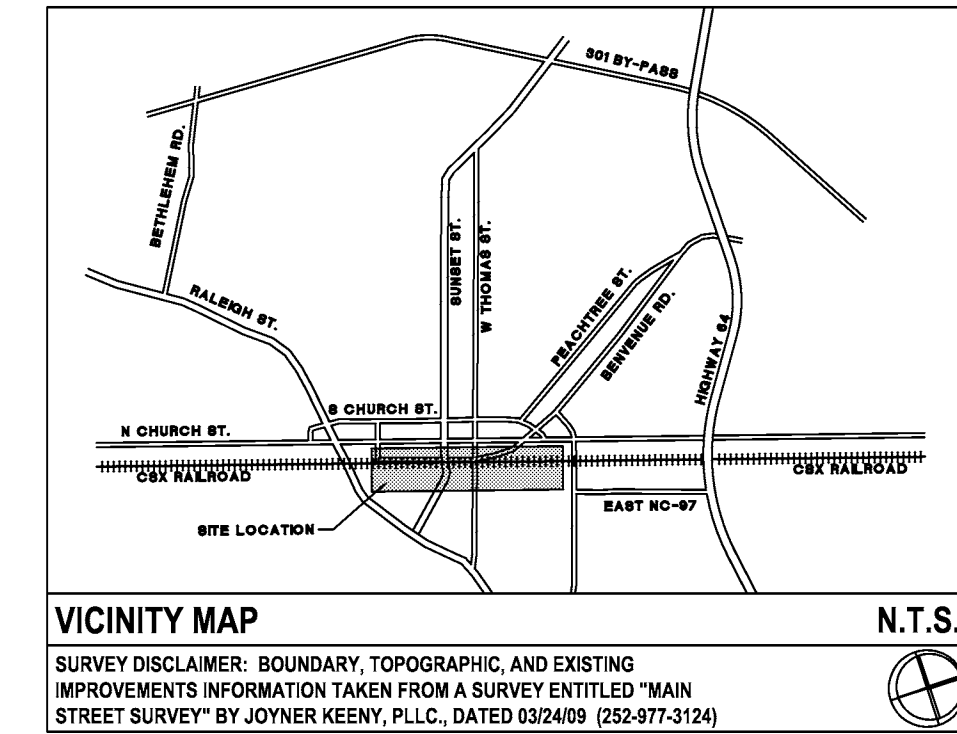 301 BY-PASS
BETHLEHEM RD.
RALEIGH ST.
SUNSET ST.
W THOMAS ST.
PEACHTREE ST.
BENVENUE RD.
HIGHWAY 64
S CHURCH ST.
N CHURCH ST.
CSX RAILROAD
CSX RAILROAD
EAST NC-97
SITE LOCATION
VICINITY MAP
N.T.S.
SURVEY DISCLAIMER: BOUNDARY, TOPOGRAPHIC, AND EXISTING
IMPROVEMENTS INFORMATION TAKEN FROM A SURVEY ENTITLED "MAIN
STREET SURVEY" BY JOYNER KEENY, PLLC., DATED 03/24/09 (252-977-3124)